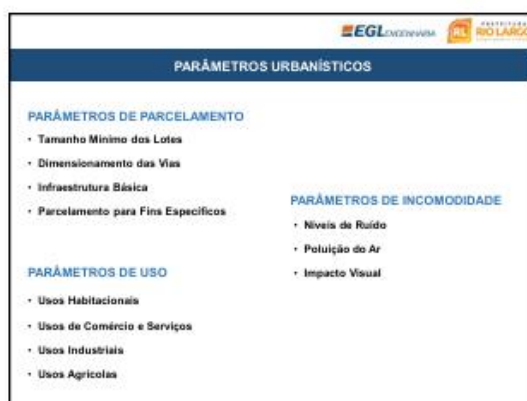 EGL ENGENHARIA
RL
PREFEITURA
RIO LARGO
PARÂMETROS URBANÍSTICOS
PARÂMETROS DE PARCELAMENTO
• Tamanho Mínimo dos Lotes
• Dimensionamento das Vias
• Infraestrutura Básica
• Parcelamento para Fins Específicos
PARÂMETROS DE USO
• Usos Habitacionais
• Usos de Comércio e Serviços
• Usos Industriais
• Usos Agrícolas
PARÂMETROS DE INCOMODIDADE
• Níveis de Ruído
• Poluição do Ar
• Impacto Visual